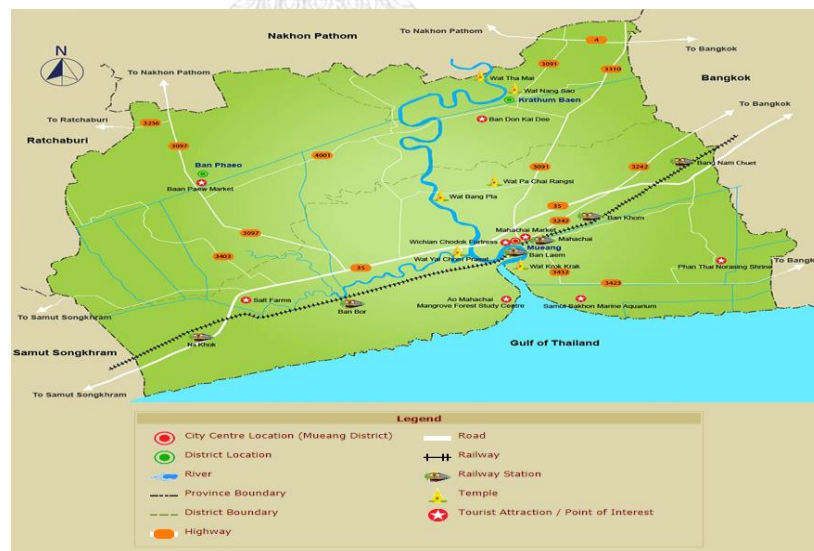 To Nakhon Pathom
4
Nakhon Pathom
To Bangkok
N
3091
3310
To Nakhon Pathom
Wat Tha Mai
Bangkok
Wat Nang Sao
Krathum Baen
To Bangkok
To Ratchaburi
3256
Ban Don Kai Dee
Ratchaburi
3097
4001
Ban Phaeo
3091
3242
Bang Nam Chuet
Baan Paew Market
Wat Pa Chai Rangsi
Wat Bang Pla
35
3242
Ban Khom
3097
Mahachai Market
Wichian Chodok Fortress
Mahachai
Mueang
3403
Ban Laem
Wat Yai Chom Prasat
35
Wat Krok Krak
Phan Thai Norasing Shrine
3423
Salt Farms
Ao Mahachai
Mangrove Forest Study Centre
Samut Sakhon Marine Aquarium
Ban Bor
To Samut Songkhram
Gulf of Thailand
Na Khok
Samut Songkhram
To Samut Songkhram
Legend
City Centre Location (Mueang District)
District Location
River
Province Boundary
District Boundary
Highway
Road
Railway
Railway Station
Temple
Tourist Attraction / Point of Interest